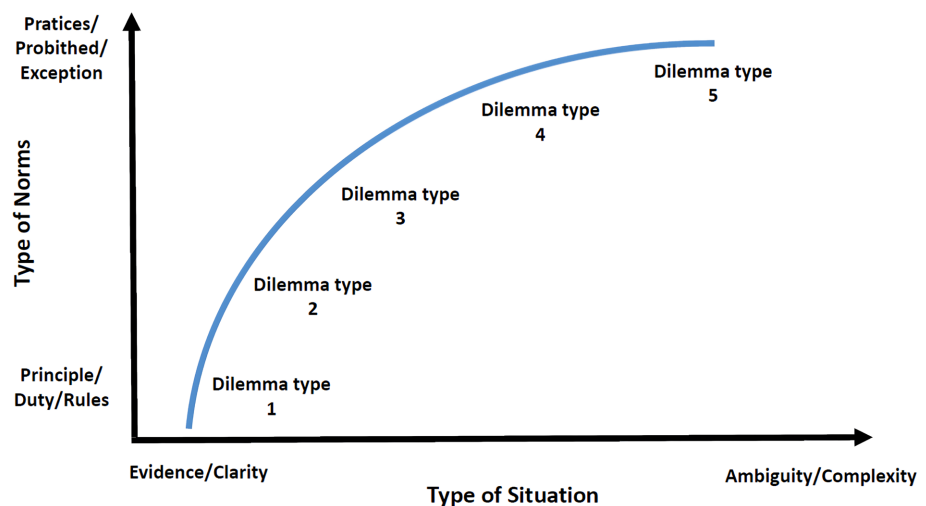 Pratices/
Probithed/
Exception
Dilemma type
5
Dilemma type
4
Type of Norms
Dilemma type
3
Dilemma type
2
Principle/
Duty/Rules
Dilemma type
1
Evidence/Clarity
Ambiguity/Complexity
Type of Situation